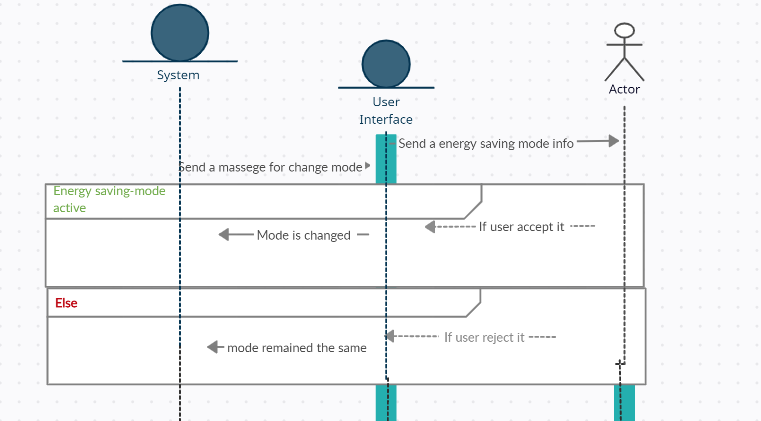 System
User
Interface
Actor
Send a energy saving mode info
Send a massege for change mode
Energy saving-mode
active
If user accept it
Mode is changed
Else
If user reject it
mode remained the same